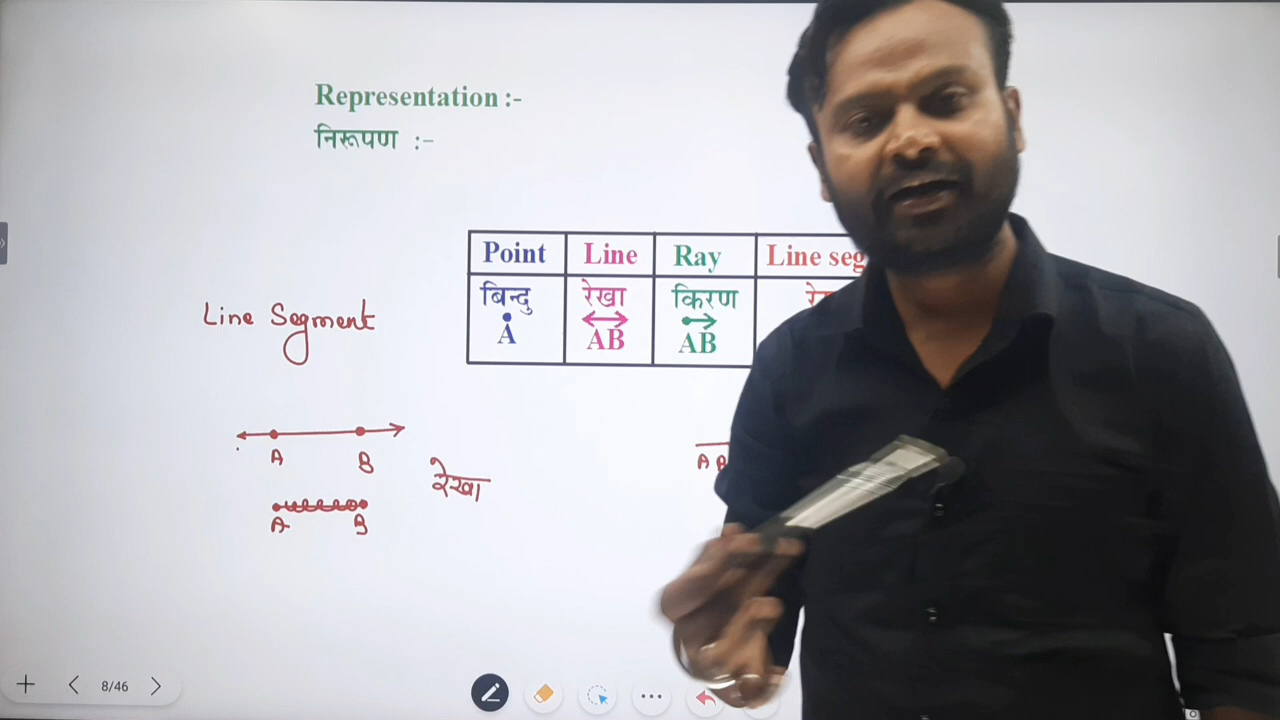 Representation :-
निरूपण :-
Point Line Ray Line seg
बिन्दु रेखा किरण
A AB AB
Line Segment
A B
रेखा
A B
A B
8/46